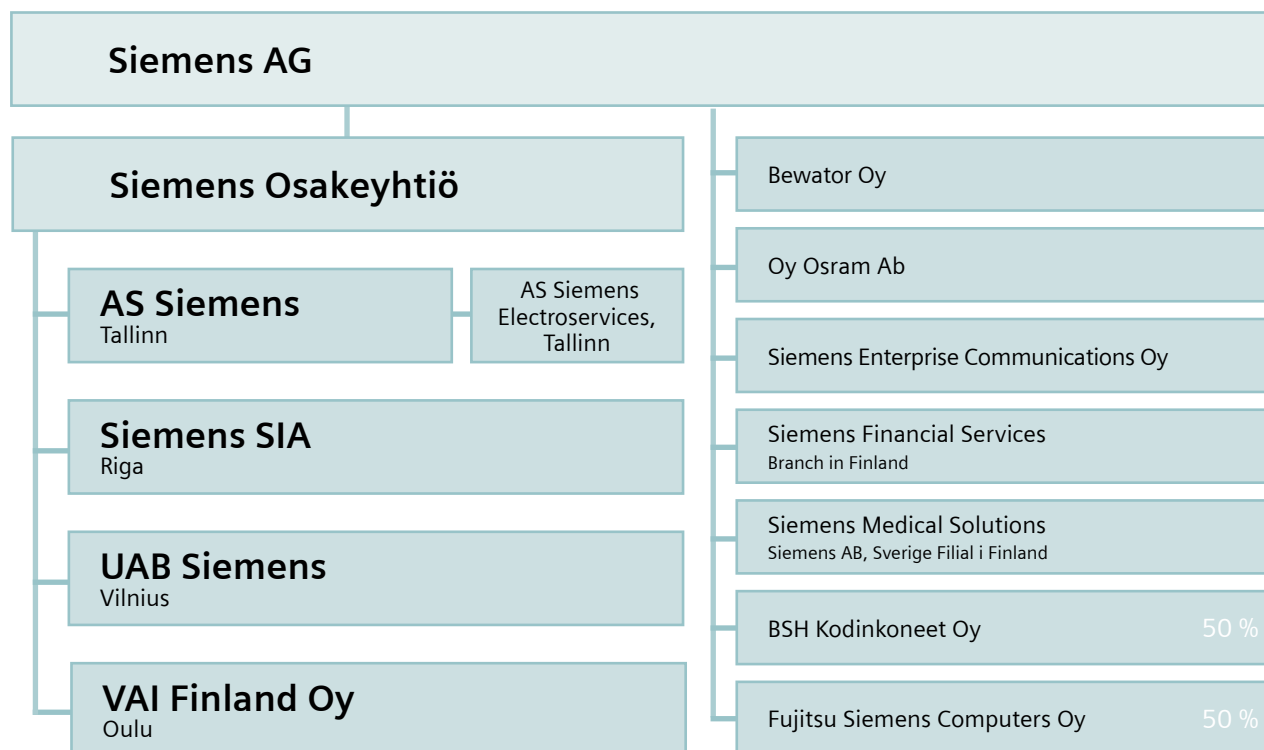 Siemens AG
Siemens Osakeyhtiö
AS Siemens
Tallinn
AS Siemens
Electroservices,
Tallinn
Siemens SIA
Riga
UAB Siemens
Vilnius
VAI Finland Oy
Oulu
Bewator Oy
Oy Osram Ab
Siemens Enterprise Communications Oy
Siemens Financial Services
Branch in Finland
Siemens Medical Solutions
Siemens AB, Sverige Filial i Finland
BSH Kodinkoneet Oy 50 %
Fujitsu Siemens Computers Oy 50 %